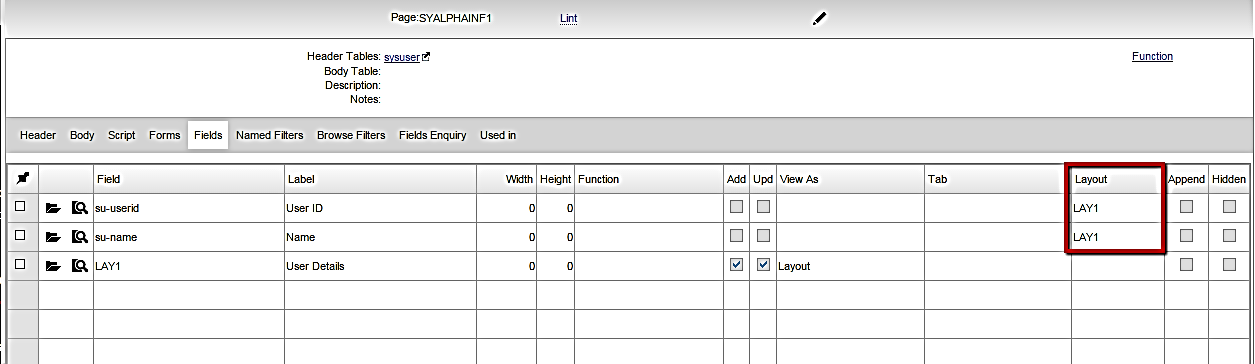 Page:SYALPHAINF1 Lint
Header Tables: sysuser Function
Body Table:
Description:
Notes:
Header Body Script Forms Fields Named Filters Browse Filters Fields Enquiry Used in
Field Label Width Height Function Add Upd View As Tab Layout Append Hidden
su-userid User ID 0 0 LAY1
su-name Name 0 0 LAY1
LAY1 User Details 0 0 Layout